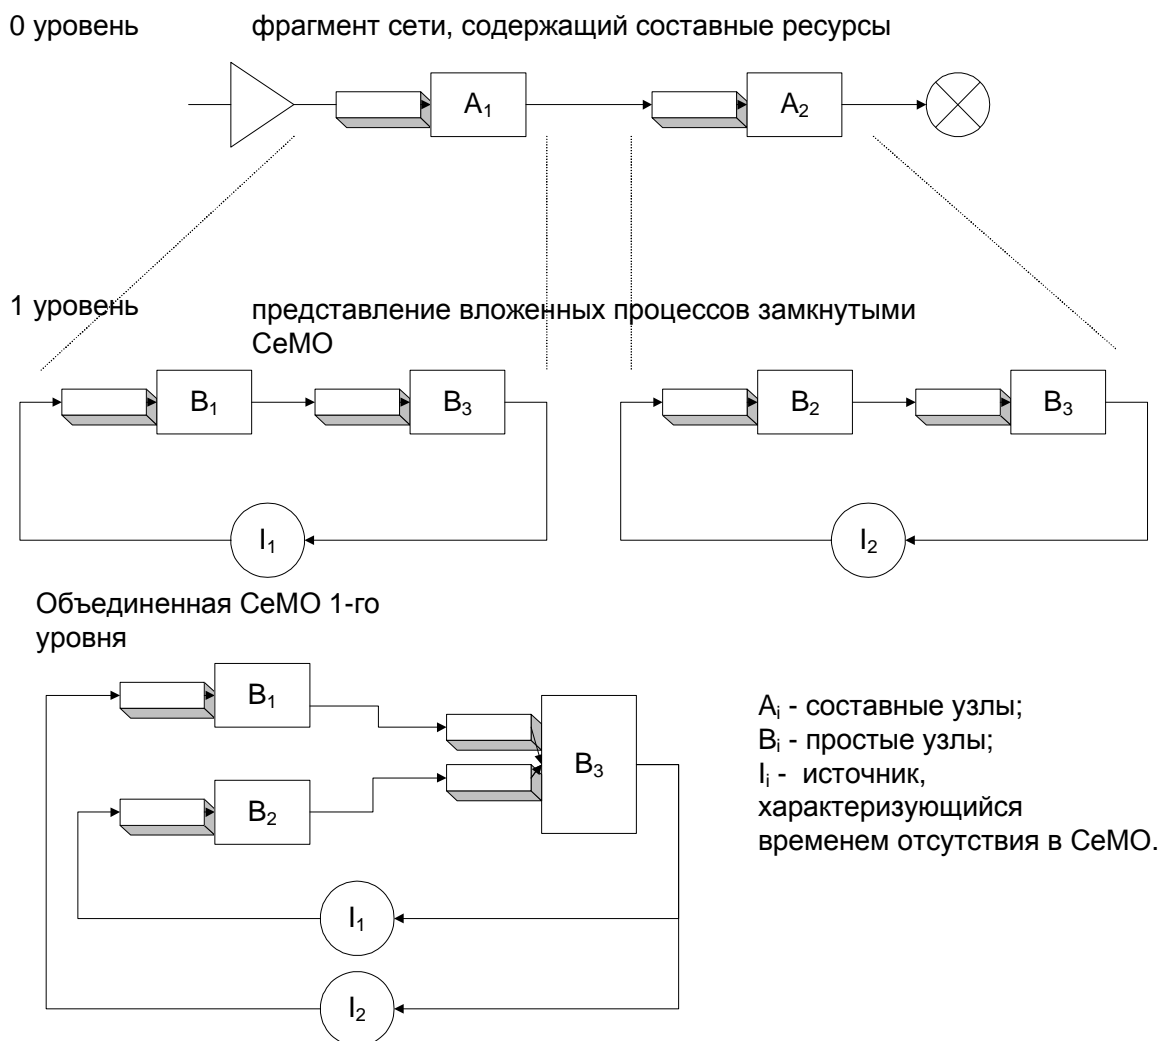 0 уровень
фрагмент сети, содержащий составные ресурсы
A₁
A₂
1 уровень
представление вложенных процессов замкнутыми
СеМО
B₁
B₃
B₂
B₃
I₁
I₂
Объединенная СеМО 1-го
уровня
B₁
B₃
B₂
I₁
I₂
Aᵢ - составные узлы;
Bᵢ - простые узлы;
Iᵢ - источник,
характеризующийся
временем отсутствия в СеМО.